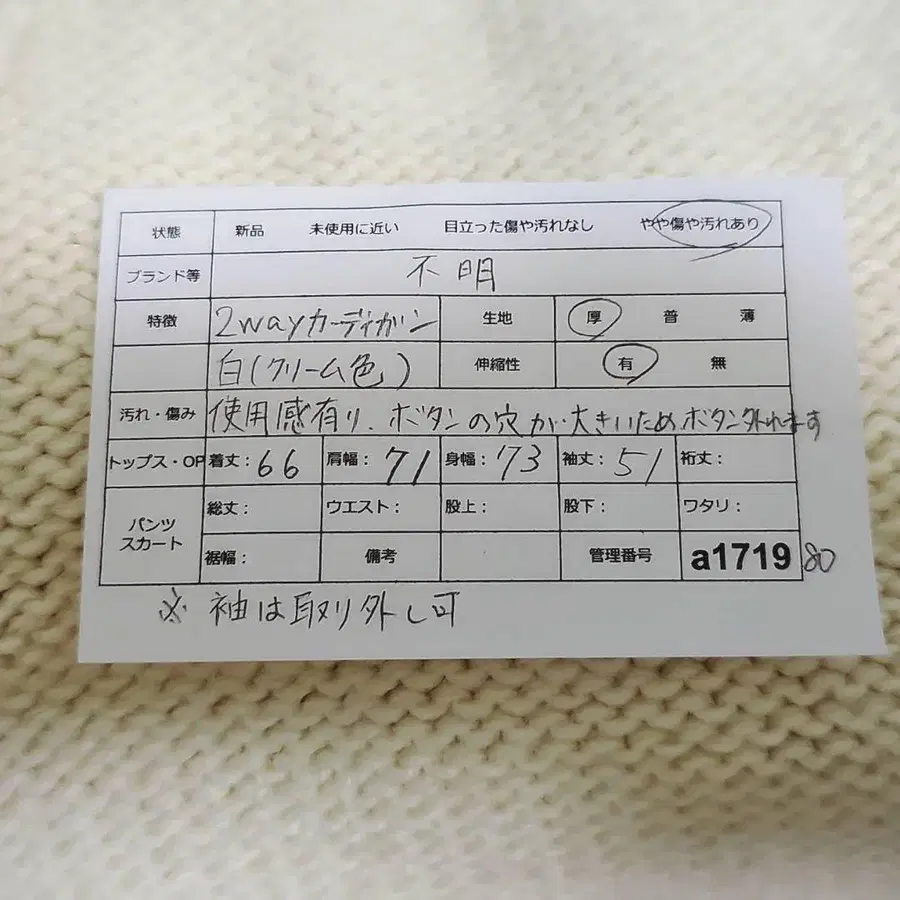 状態 新品 未使用に近い 目立った傷や汚れなし やや傷や汚れあり
ブランド等 不明
特徴 2wayカーディガン 生地 厚 普 薄
白(クリーム色) 伸縮性 有 無
汚れ・傷み 使用感有り、ボタンの穴が大きいため、ボタン外れます
トップス・OP 着丈:66 肩幅:71 身幅:73 袖丈:51 裄丈:
パンツ スカート 総丈: ウエスト: 股上: 股下: ワタリ:
裾幅: 備考 管理番号 a1719 80
※ 袖は取り外し可